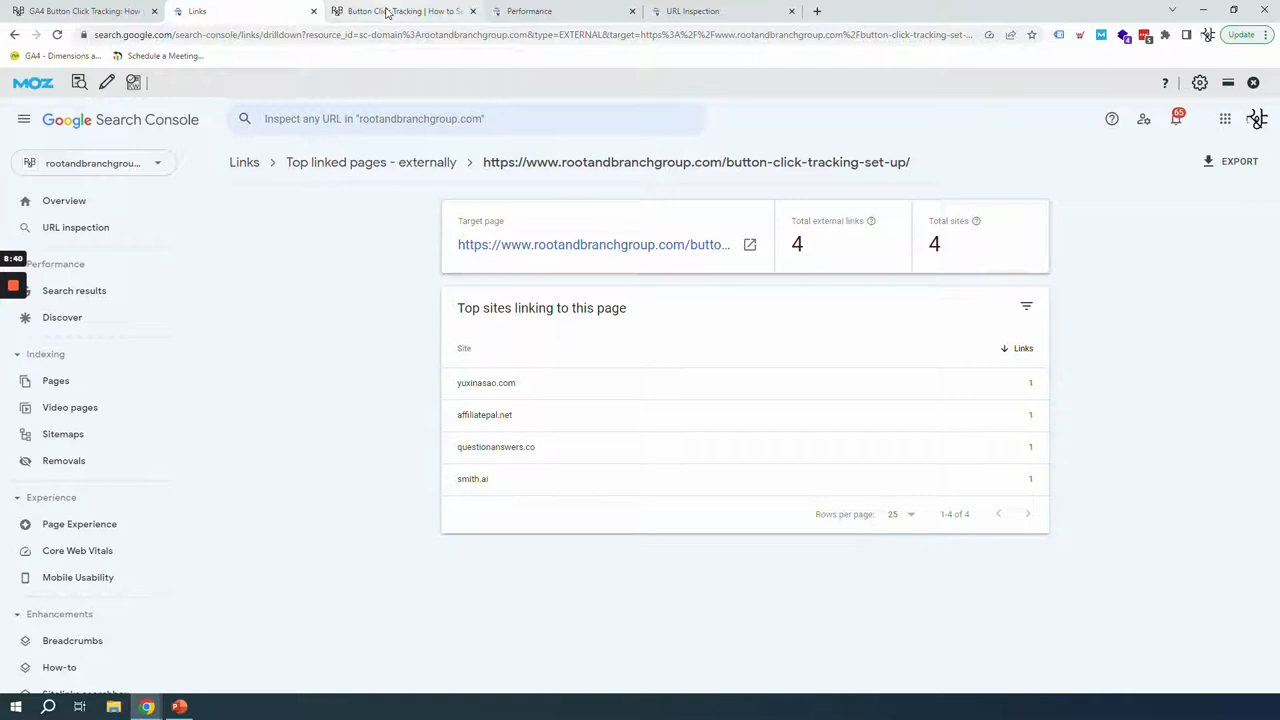 GA4 Button Click Tracking: How
Links
Button Click Tracking | How to S
Performance
URL Inspection
search.google.com/search-console/links/drilldown?resource_id=sc-domain%3Arootandbranchgroup.com&type=EXTERNAL&target=https%3A%2F%2Fwww.rootandbranchgroup.com%2Fbutton-click-tracking-set-...
Update
GA4 - Dimensions a...
Schedule a Meeting...
MOZ
Google Search Console
Inspect any URL in "rootandbranchgroup.com"
65
rootandbranchgrou...
Links
Top linked pages - externally
https://www.rootandbranchgroup.com/button-click-tracking-set-up/
EXPORT
Overview
URL inspection
8:40
Performance
Search results
Discover
Indexing
Pages
Video pages
Sitemaps
Removals
Experience
Page Experience
Core Web Vitals
Mobile Usability
Enhancements
Breadcrumbs
How-to
Target page
https://www.rootandbranchgroup.com/butto...
Total external links
4
Total sites
4
Top sites linking to this page
Site
Links
yuxinasao.com
1
affiliatepal.net
1
questionanswers.co
1
smith.ai
1
Rows per page: 25
1-4 of 4